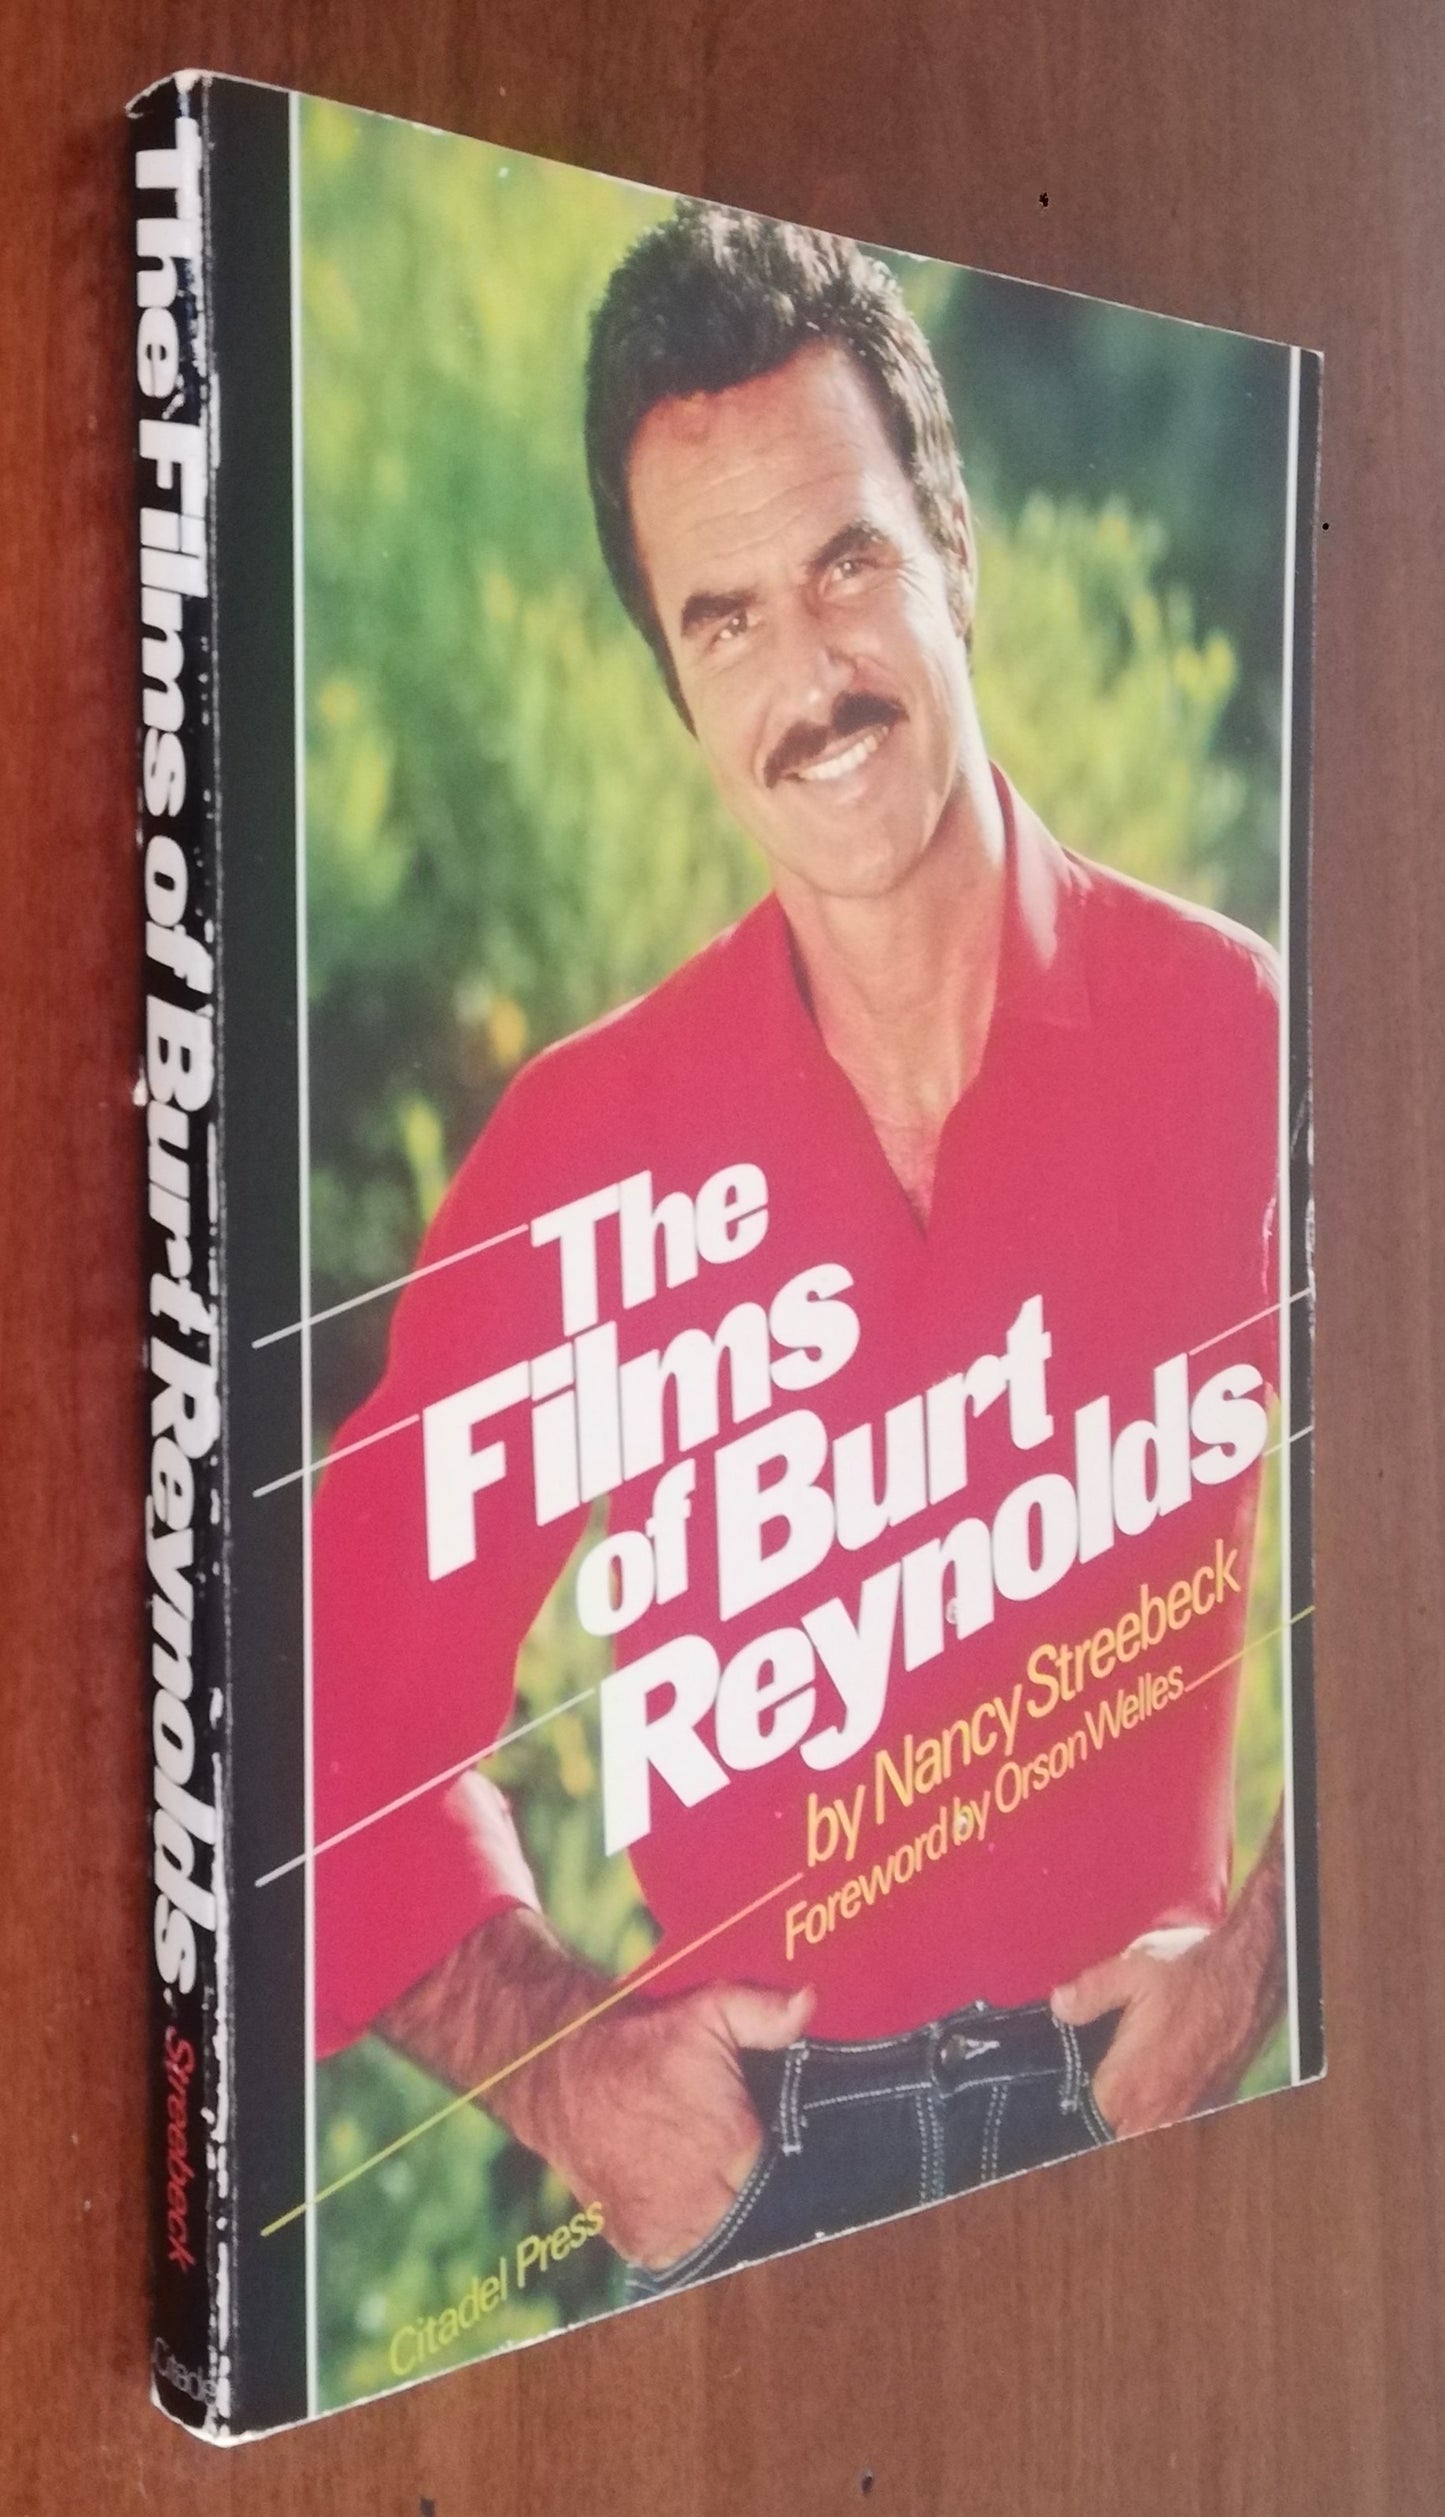 The Films of Burt Reynolds, Streebeck
The
Films
of Burt
Reynolds
by Nancy Streebeck
Foreword by Orson Welles
Citadel Press